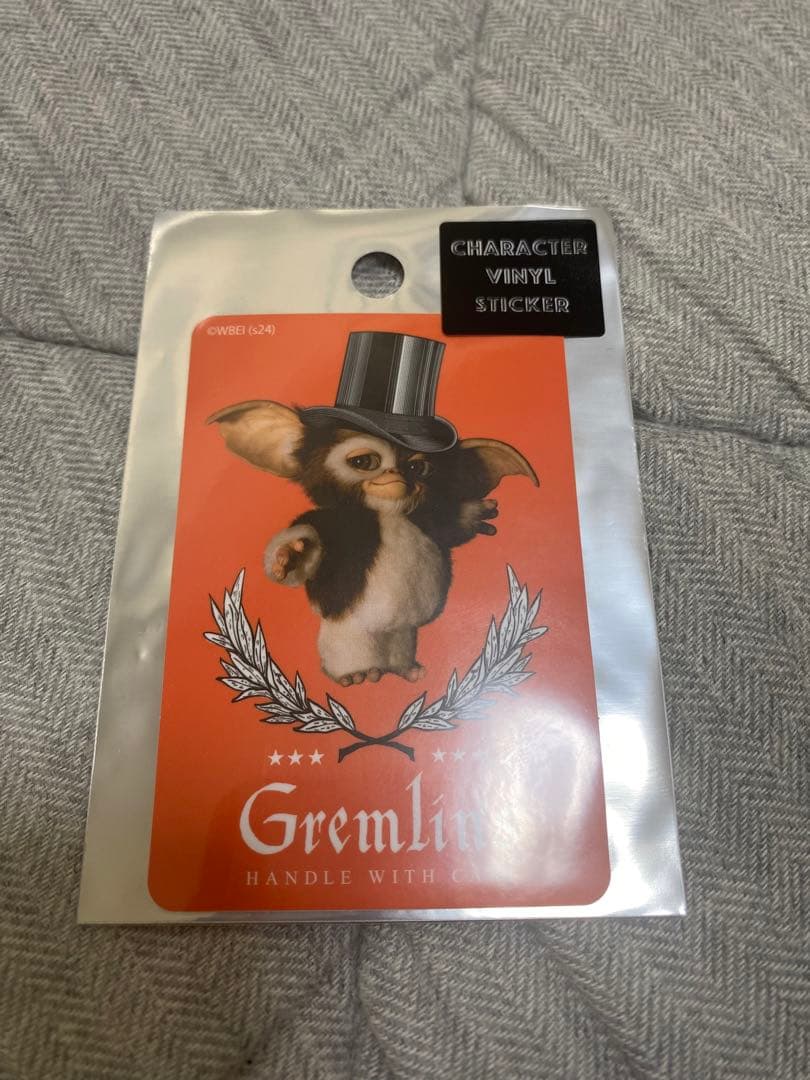 CHARACTER
VINYL
STICKER
©WBEI (s24)
★★★ ★★
Gremlin
HANDLE WITH